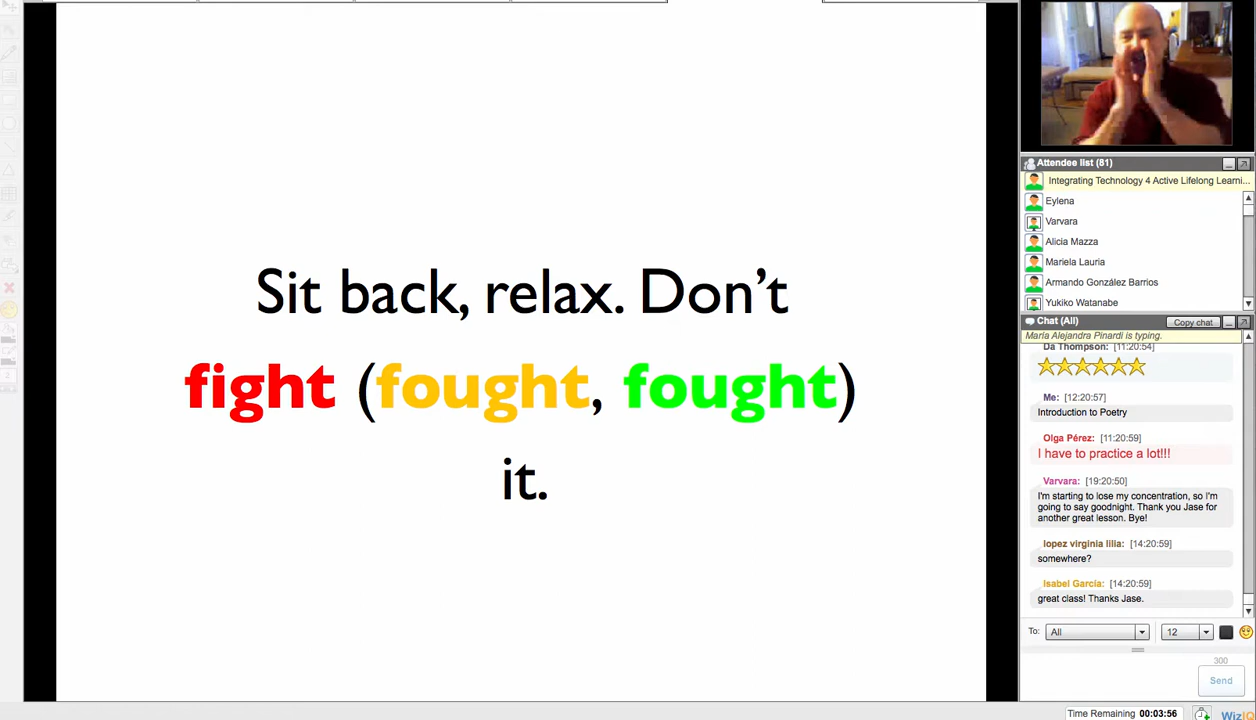 Sit back, relax. Don't
fight (fought, fought)
it.
Attendee list (81)
Integrating Technology 4 Active Lifelong Learni...
Eylena
Varvara
Alicia Mazza
Mariela Lauria
Armando González Barrios
Yukiko Watanabe
Chat (All)
Copy chat
Maria Alejandra Pinardi is typing.
Da Thompson: [11:20:54]
Me: [12:20:57]
Introduction to Poetry
Olga Pérez: [11:20:59]
I have to practice a lot!!!
Varvara: [19:20:50]
I'm starting to lose my concentration, so I'm
going to say goodnight. Thank you Jase for
another great lesson. Bye!
lopez virginia lilia: [14:20:59]
somewhere?
Isabel García: [14:20:59]
great class! Thanks Jase.
To: All 12
300
Send
Time Remaining 00:03:56
WizIQ